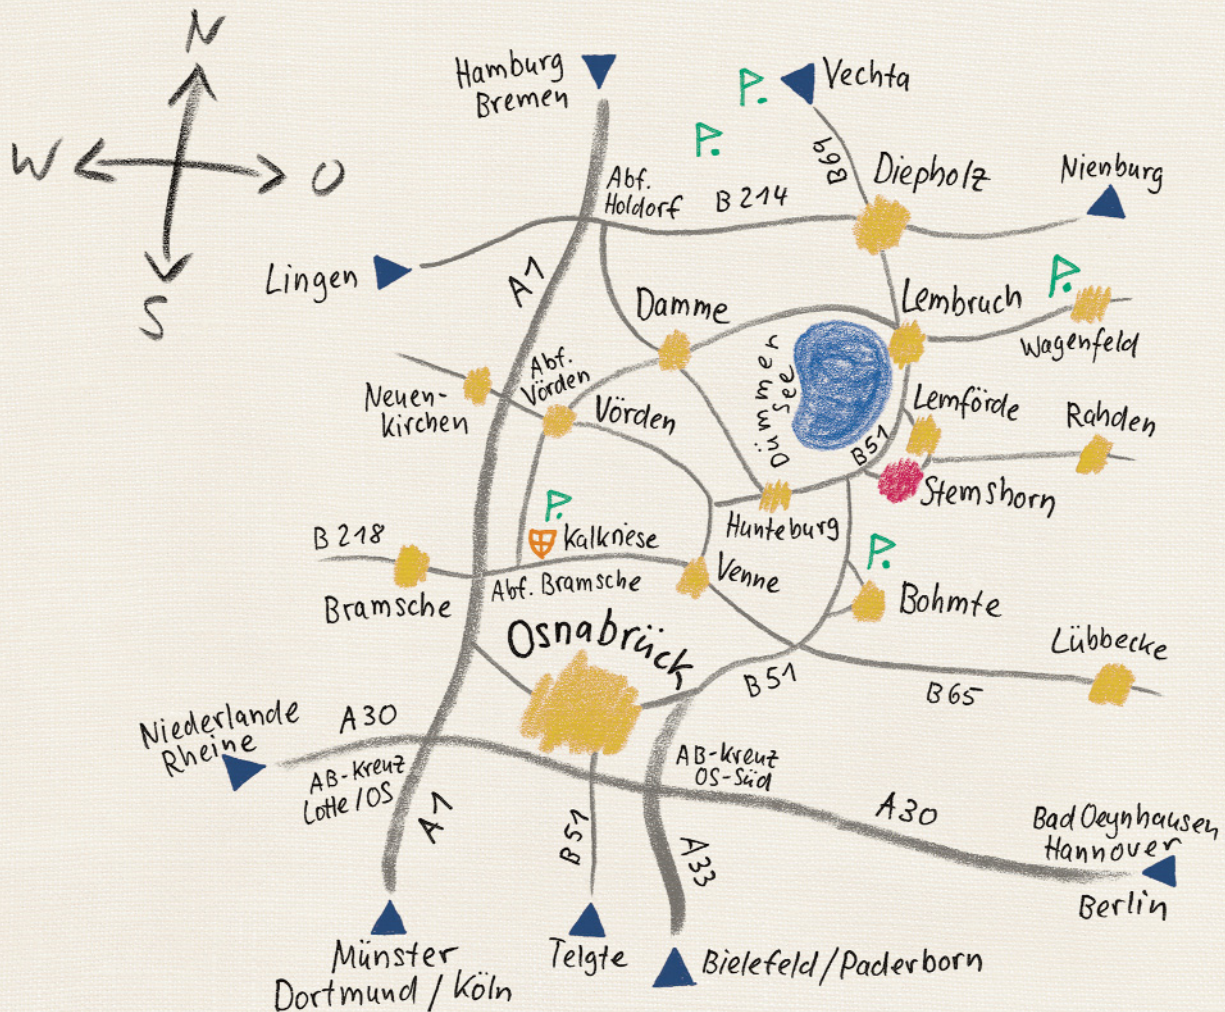 N
W
O
S
Hamburg
Bremen
Vechta
B69
Diepholz
Nienburg
Abf.
Holdorf
B 214
Lingen
A1
Damme
Lembruch
Wagenfeld
Dümmer
See
Abf.
Vörden
Neuen-
kirchen
Vörden
Lemförde
Rahden
B51
Stemshorn
Hunteburg
B 218
Kalkriese
Bramsche
Abf. Bramsche
Venne
Bohmte
Osnabrück
Lübbecke
B 51
B65
Niederlande
Rheine
A30
AB-Kreuz
Lotte/OS
AB-Kreuz
OS-Süd
A1
B 51
A33
A30
Bad Oeynhausen
Hannover
Berlin
Münster
Dortmund / Köln
Telgte
Bielefeld/Paderborn